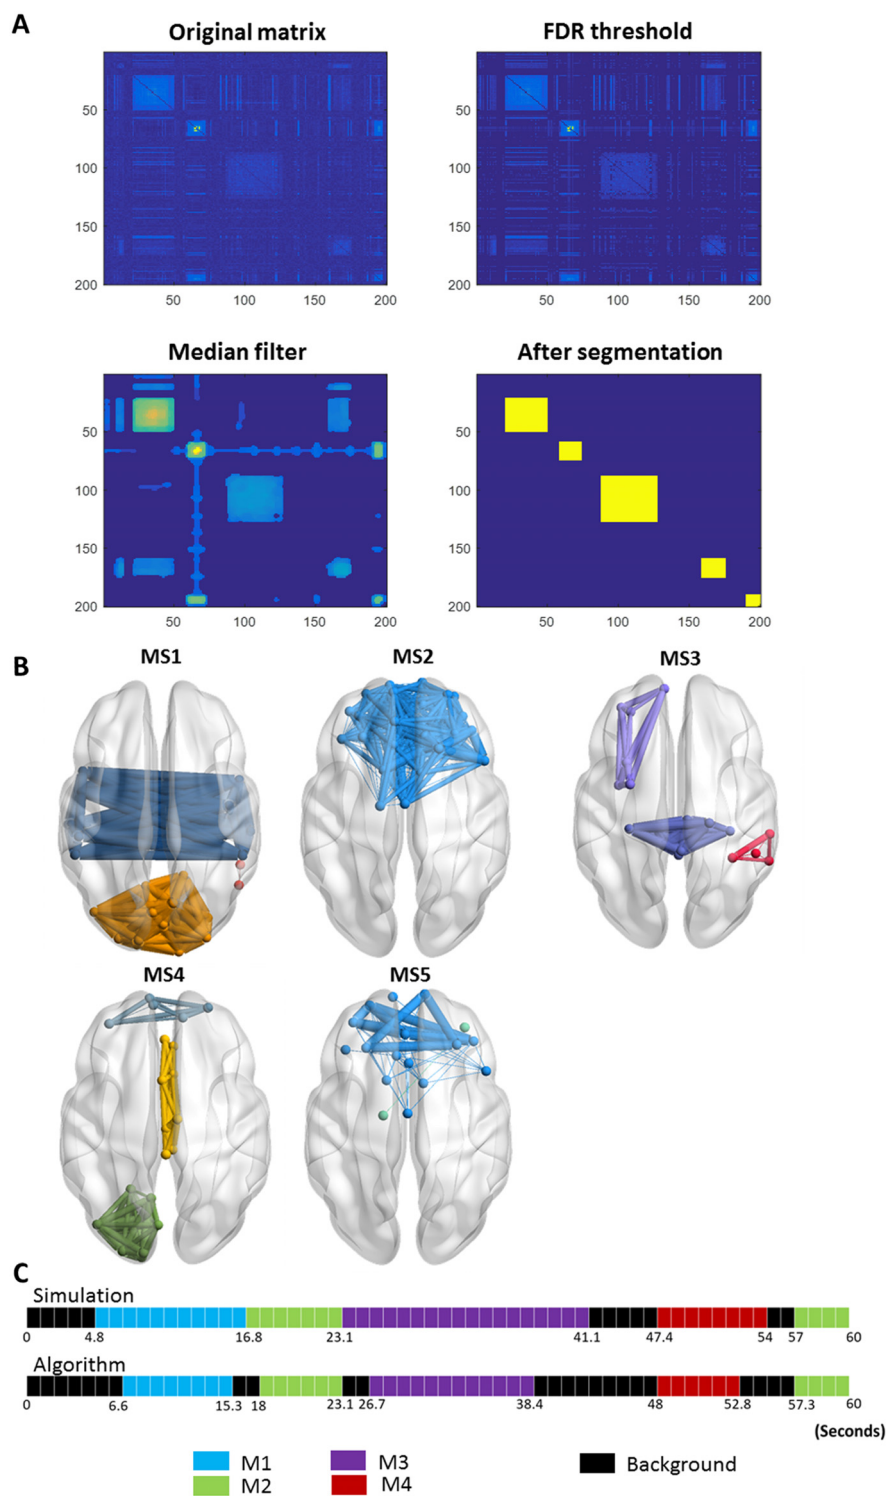 A
Original matrix
FDR threshold
50
100
150
200
50 100 150 200
50
100
150
200
50 100 150 200
Median filter
After segmentation
50
100
150
200
50 100 150 200
50
100
150
200
50 100 150 200
B
MS1
MS2
MS3
MS4
MS5
C
Simulation
0 4.8 16.8 23.1 41.1 47.4 54 57 60
Algorithm
0 6.6 15.3 18 23.1 26.7 38.4 48 52.8 57.3 60
(Seconds)
M1 M3 Background
M2 M4